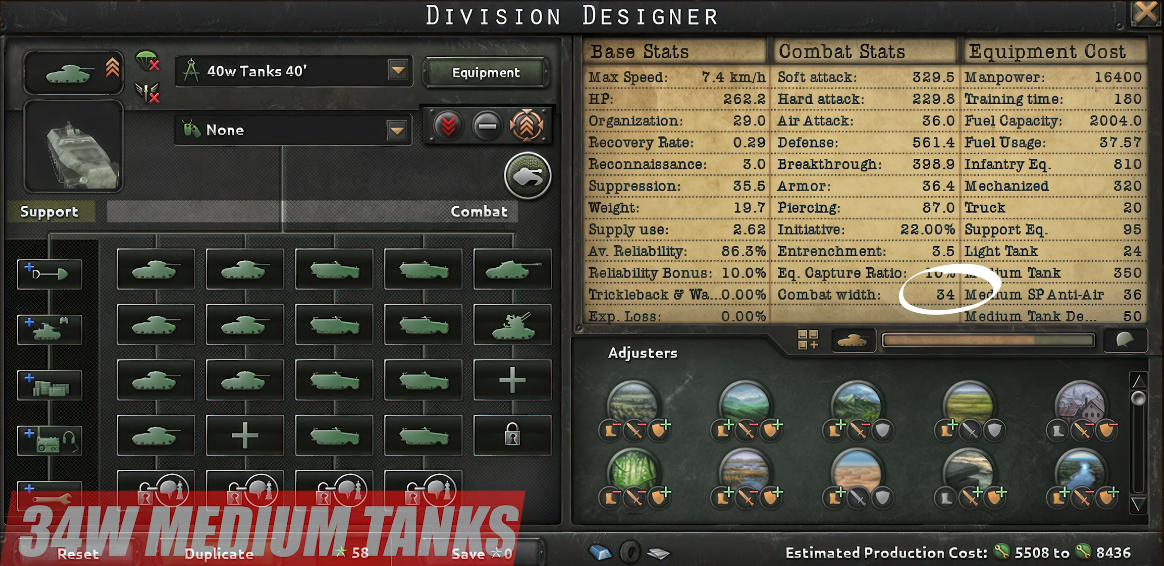 Division Designer
40w Tanks 40'
Equipment
None
Support
Combat
Base Stats
Max Speed: 7.4 km/h
HP: 262.2
Organization: 29.0
Recovery Rate: 0.29
Reconnaissance: 3.0
Suppression: 35.5
Weight: 19.7
Supply use: 2.62
Av. Reliability: 86.3%
Reliability Bonus: 10.0%
Trickleback & Wa...0.00%
Exp. Loss: 0.00%
Combat Stats
Soft attack: 329.5
Hard attack: 229.8
Air Attack: 36.0
Defense: 561.4
Breakthrough: 398.9
Armor: 36.4
Piercing: 87.0
Initiative: 22.00%
Entrenchment: 3.5
Eq. Capture Ratio: 10%
Combat width: 34
Equipment Cost
Manpower: 16400
Training time: 180
Fuel Capacity: 2004.0
Fuel Usage: 37.57
Infantry Eq. 810
Mechanized 320
Truck 20
Support Eq. 95
Light Tank 24
Medium Tank 350
Medium SP Anti-Air 36
Medium Tank De... 50
Adjusters
34W MEDIUM TANKS
Reset
Duplicate
58
Save
0
Estimated Production Cost: 5508 to 8436